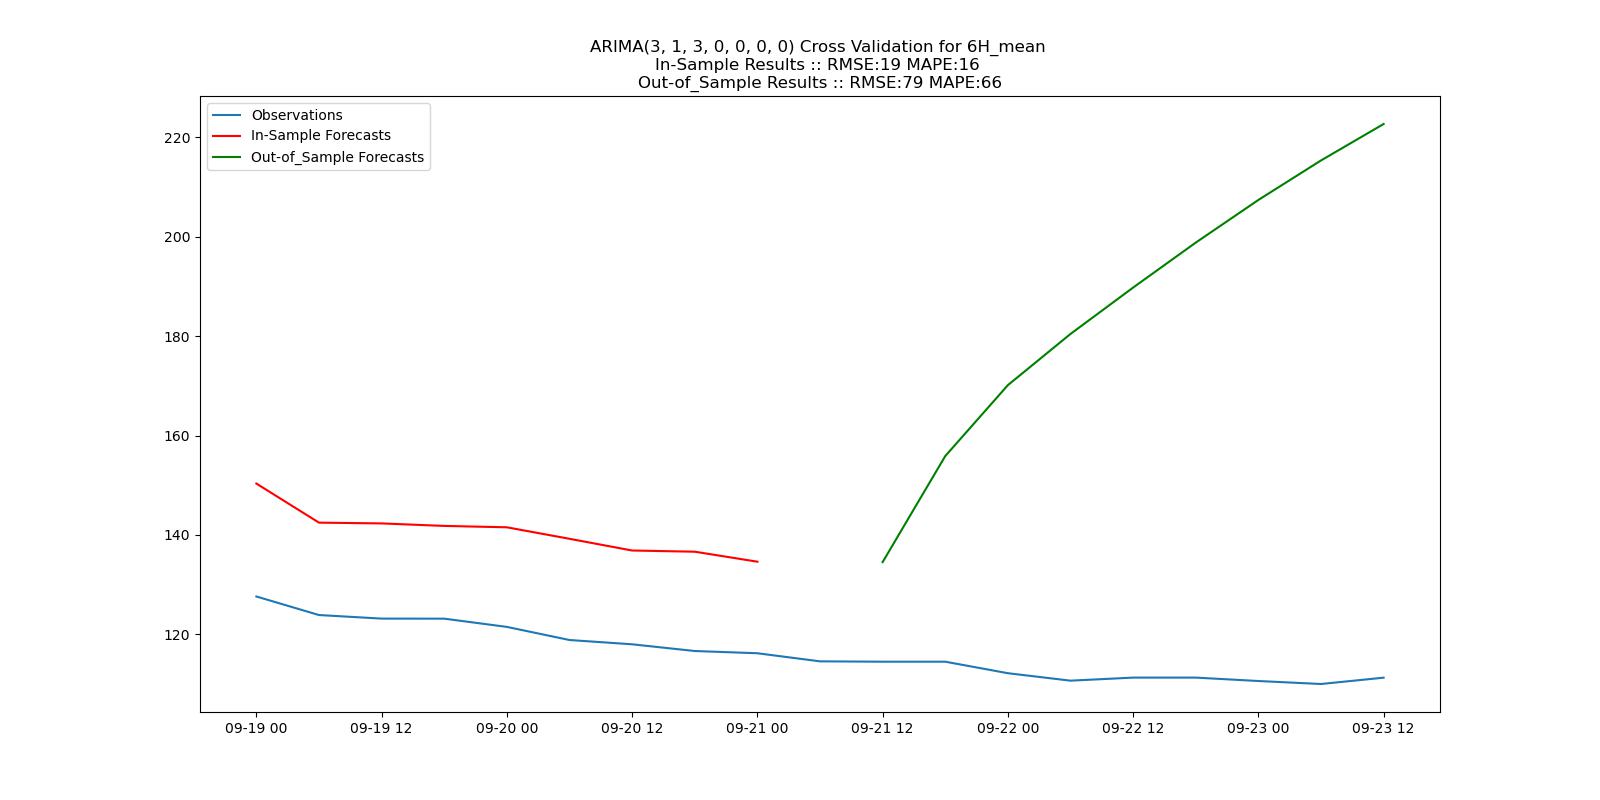 ARIMA(3, 1, 3, 0, 0, 0, 0) Cross Validation for 6H_mean
In-Sample Results :: RMSE:19 MAPE:16
Out-of_Sample Results :: RMSE:79 MAPE:66
Observations
In-Sample Forecasts
Out-of_Sample Forecasts
220
200
180
160
140
120
09-19 00
09-19 12
09-20 00
09-20 12
09-21 00
09-21 12
09-22 00
09-22 12
09-23 00
09-23 12